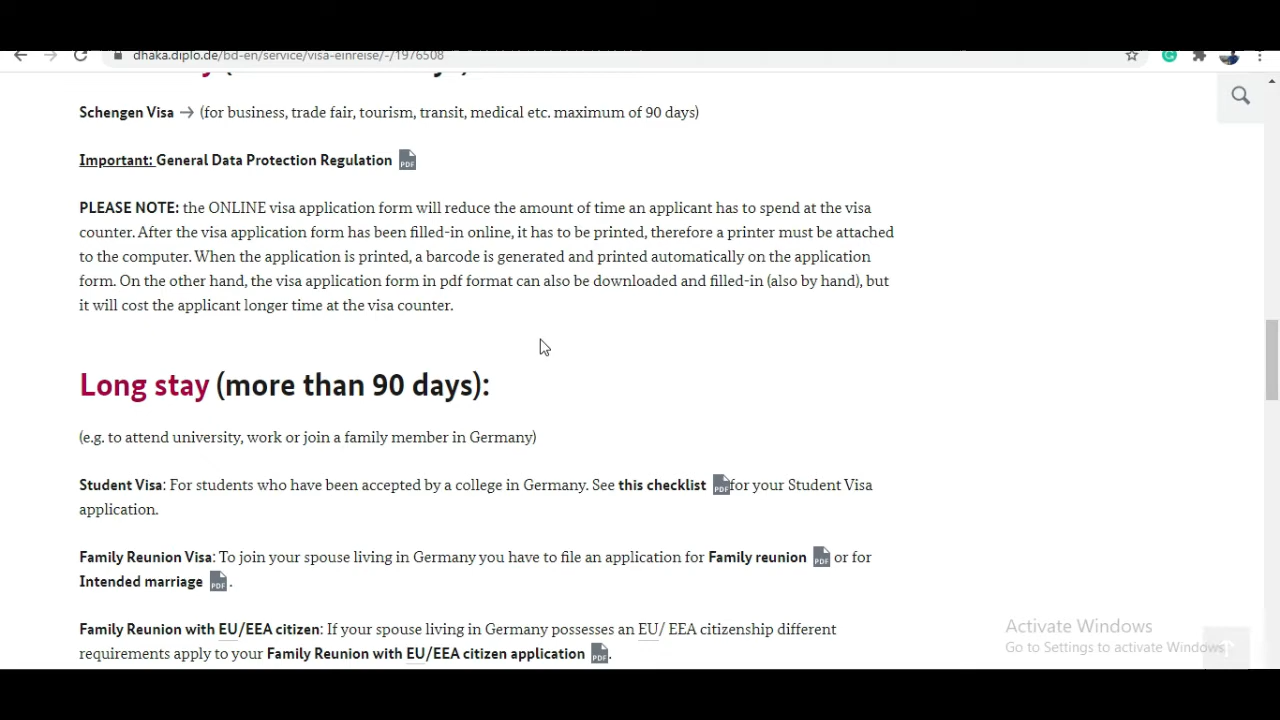 dhaka.diplo.de/bd-en/service/visa-einreise/-/1976508
Schengen Visa → (for business, trade fair, tourism, transit, medical etc. maximum of 90 days)
Important: General Data Protection Regulation PDF
PLEASE NOTE: the ONLINE visa application form will reduce the amount of time an applicant has to spend at the visa
counter. After the visa application form has been filled-in online, it has to be printed, therefore a printer must be attached
to the computer. When the application is printed, a barcode is generated and printed automatically on the application
form. On the other hand, the visa application form in pdf format can also be downloaded and filled-in (also by hand), but
it will cost the applicant longer time at the visa counter.
Long stay (more than 90 days):
(e.g. to attend university, work or join a family member in Germany)
Student Visa: For students who have been accepted by a college in Germany. See this checklist PDF for your Student Visa
application.
Family Reunion Visa: To join your spouse living in Germany you have to file an application for Family reunion PDF or for
Intended marriage PDF .
Family Reunion with EU/EEA citizen: If your spouse living in Germany possesses an EU/ EEA citizenship different
requirements apply to your Family Reunion with EU/EEA citizen application PDF.
Activate Windows
Go to Settings to activate Windows.